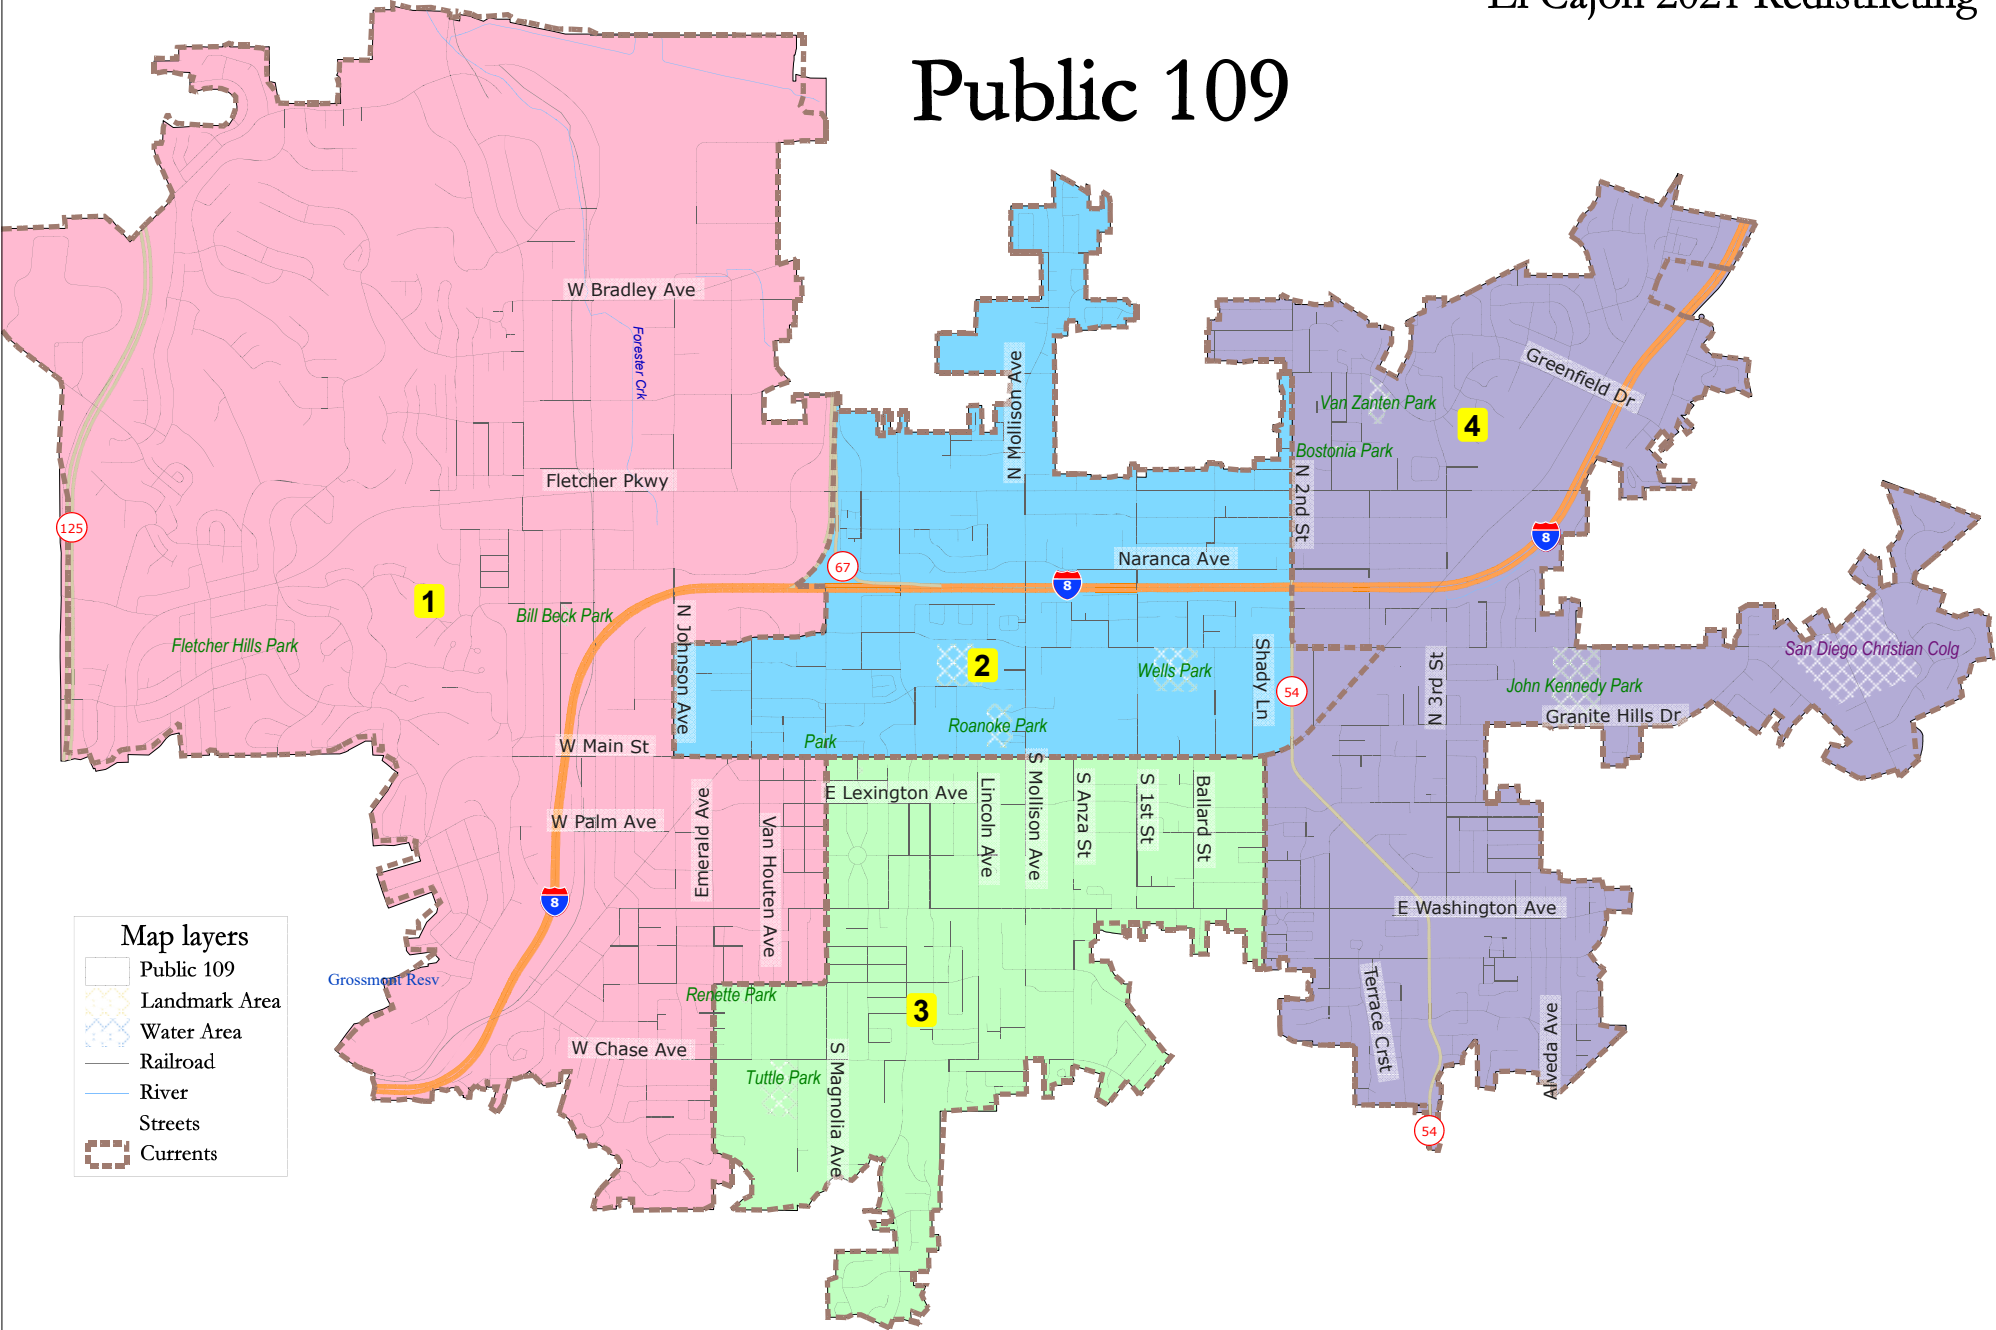 El Cajon 2021 Redistricting
Public 109
W Bradley Ave
Forester Crk
N Mollison Ave
Greenfield Dr
Van Zanten Park
4
Bostonia Park
Fletcher Pkwy
N 2nd St
125
8
Naranca Ave
67
8
1
Bill Beck Park
N Johnson Ave
Fletcher Hills Park
Shady Ln
2
Wells Park
54
N 3rd St
John Kennedy Park
San Diego Christian Colg
Granite Hills Dr
Roanoke Park
Park
W Main St
E Lexington Ave
Lincoln Ave
S Mollison Ave
S Anza St
S 1st St
Ballard St
W Palm Ave
Emerald Ave
Van Houten Ave
8
E Washington Ave
Grossmont Resv
Renette Park
3
Terrace Crst
Alveda Ave
W Chase Ave
Tuttle Park
S Magnolia Ave
54
Map layers
Public 109
Landmark Area
Water Area
Railroad
River
Streets
Currents